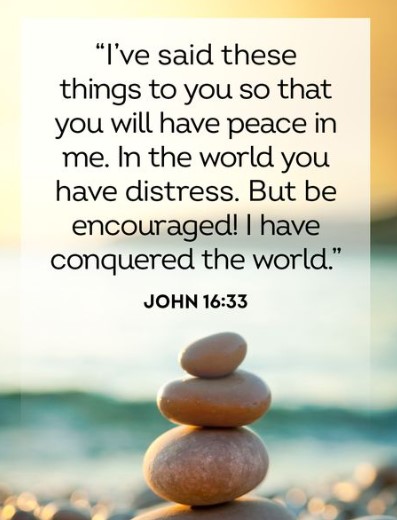 “I’ve said these
things to you so that
you will have peace in
me. In the world you
have distress. But be
encouraged! I have
conquered the world.”
JOHN 16:33